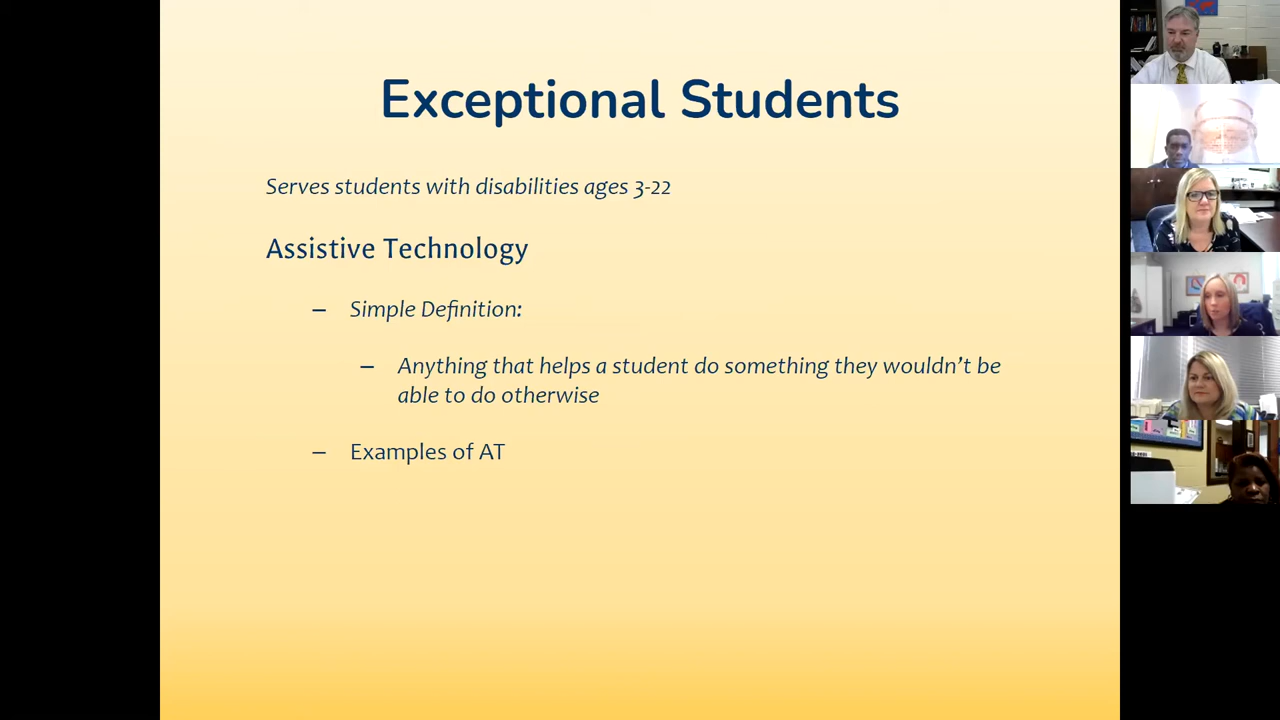 Exceptional Students
Serves students with disabilities ages 3-22
Assistive Technology
– Simple Definition:
– Anything that helps a student do something they wouldn’t be
able to do otherwise
– Examples of AT